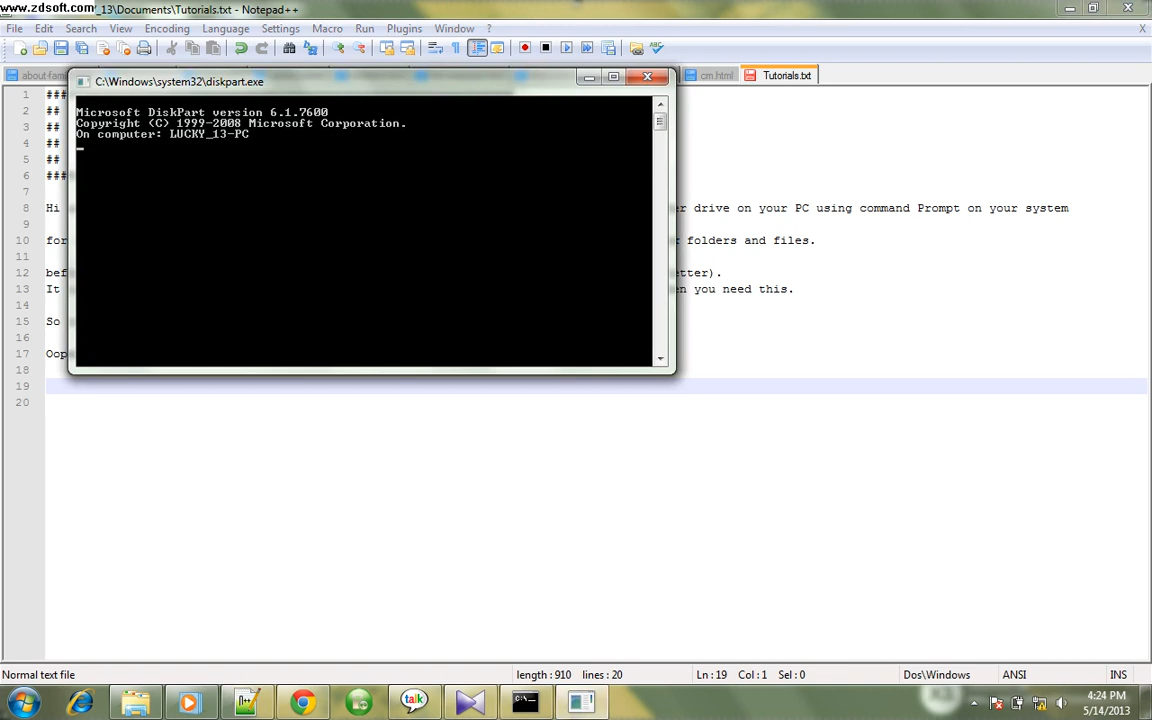 www.zdsoft.com _13\Documents\Tutorials.txt - Notepad++
File Edit Search View Encoding Language Settings Macro Run Plugins Window ? X
cm.html Tutorials.txt
C:\Windows\system32\diskpart.exe
Microsoft DiskPart version 6.1.7600
Copyright (C) 1999-2008 Microsoft Corporation.
On computer: LUCKY_13-PC
1 ###
2 ##
3 ##
4 ##
5 ##
6 ###
7
8 Hi drive on your PC using command Prompt on your system
9
10 for folders and files.
11
12 bef etter).
13 It en you need this.
14
15 So
16
17 Oop
18
19
20
Normal text file length : 910 lines : 20 Ln : 19 Col : 1 Sel : 0 Dos\Windows ANSI INS
talk C:\_ 4:24 PM
5/14/2013